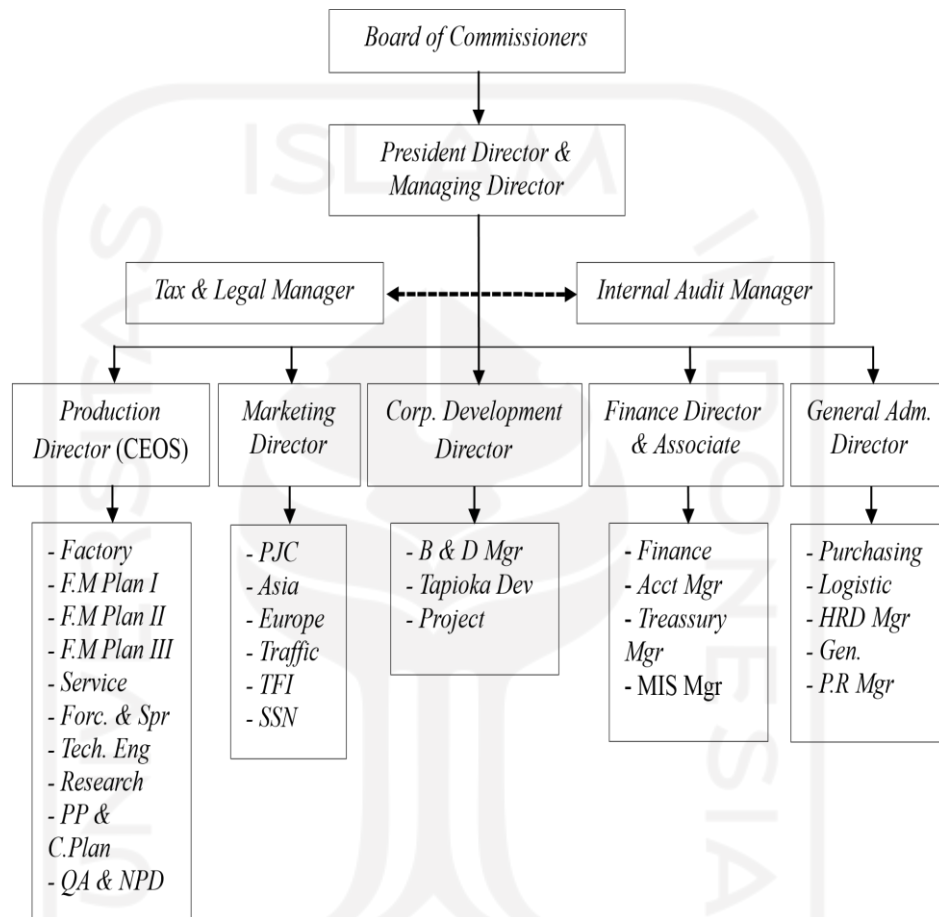 Board of Commissioners
President Director &
Managing Director
Tax & Legal Manager
Internal Audit Manager
Production
Director (CEOS)
Marketing
Director
Corp. Development
Director
Finance Director
& Associate
General Adm.
Director
- Factory
- F.M Plan I
- F.M Plan II
- F.M Plan III
- Service
- Forc. & Spr
- Tech. Eng
- Research
- PP &
C.Plan
- QA & NPD
- PJC
- Asia
- Europe
- Traffic
- TFI
- SSN
- B & D Mgr
- Tapioka Dev
- Project
- Finance
- Acct Mgr
- Treassury
Mgr
- MIS Mgr
- Purchasing
- Logistic
- HRD Mgr
- Gen.
- P.R Mgr
ISLAM
INDONESIA